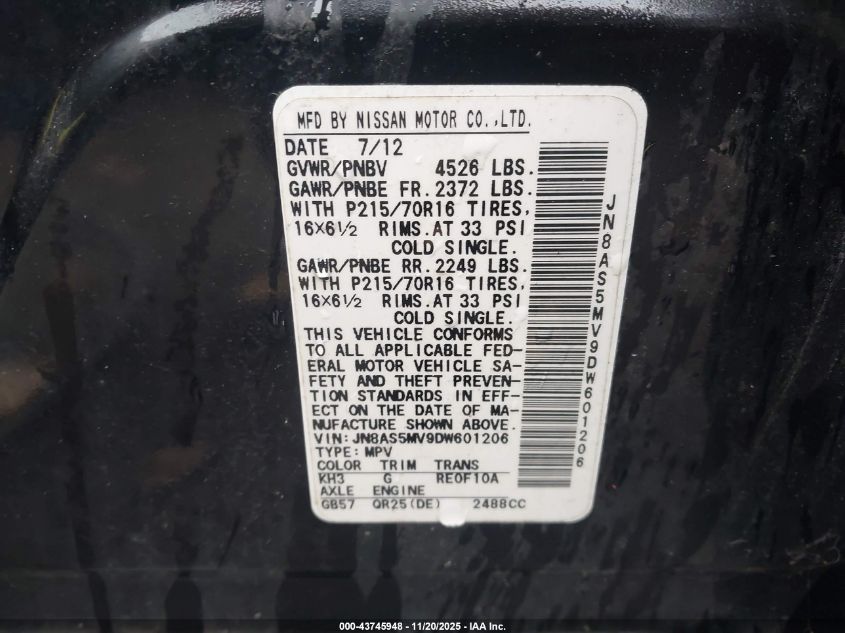 MFD BY NISSAN MOTOR CO.,LTD.
DATE 7/12
GVWR/PNBV 4526 LBS.
GAWR/PNBE FR. 2372 LBS.
WITH P215/70R16 TIRES,
16X6½ RIMS.AT 33 PSI
COLD SINGLE.
GAWR/PNBE RR. 2249 LBS.
WITH P215/70R16 TIRES,
16X6½ RIMS.AT 33 PSI
COLD SINGLE.
THIS VEHICLE CONFORMS
TO ALL APPLICABLE FED-
ERAL MOTOR VEHICLE SA-
FETY AND THEFT PREVEN-
TION STANDARDS IN EFF-
ECT ON THE DATE OF MA-
NUFACTURE SHOWN ABOVE.
VIN: JN8AS5MV9DW601206
TYPE: MPV
COLOR TRIM TRANS
KH3 G RE0F10A
AXLE ENGINE
GB57 QR25(DE) 2488CC
JN8AS5MV9DW601206
000-43745948 - 11/20/2025 - IAA Inc.